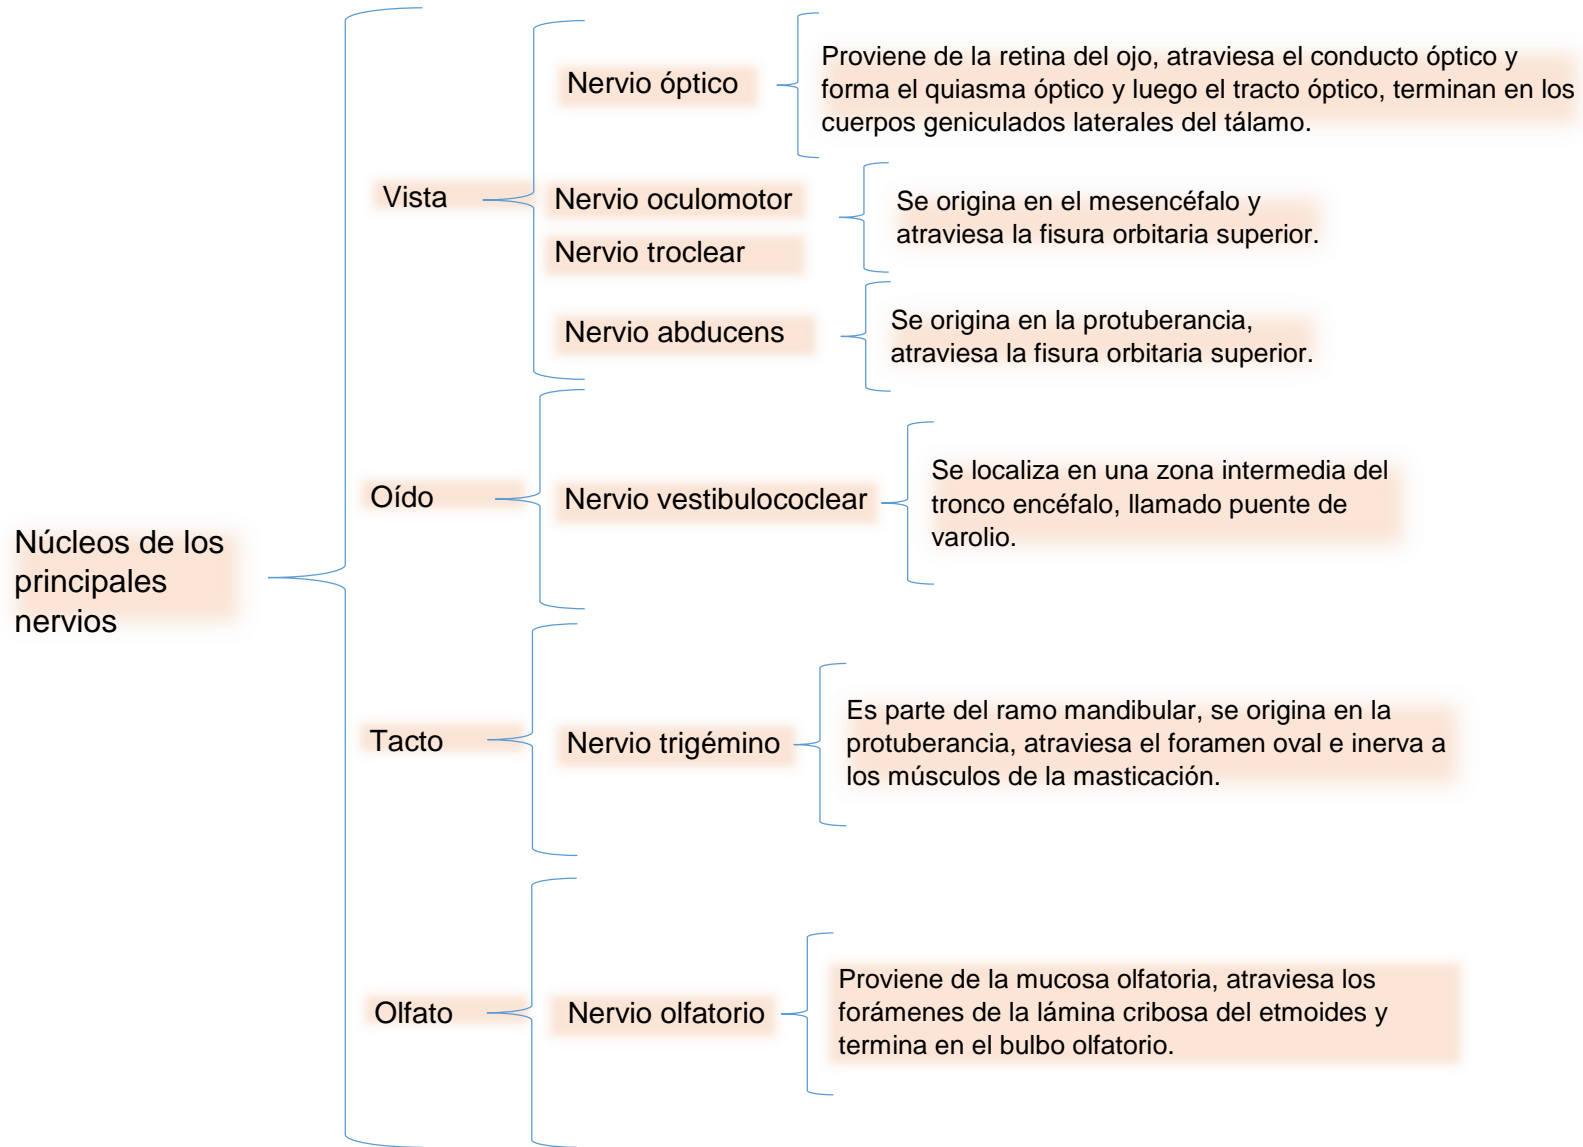 Núcleos de los
principales
nervios
Vista
Nervio óptico
Proviene de la retina del ojo, atraviesa el conducto óptico y
forma el quiasma óptico y luego el tracto óptico, terminan en los
cuerpos geniculados laterales del tálamo.
Nervio oculomotor
Nervio troclear
Se origina en el mesencéfalo y
atraviesa la fisura orbitaria superior.
Nervio abducens
Se origina en la protuberancia,
atraviesa la fisura orbitaria superior.
Oído
Nervio vestibulococlear
Se localiza en una zona intermedia del
tronco encéfalo, llamado puente de
varolio.
Tacto
Nervio trigémino
Es parte del ramo mandibular, se origina en la
protuberancia, atraviesa el foramen oval e inerva a
los músculos de la masticación.
Olfato
Nervio olfatorio
Proviene de la mucosa olfatoria, atraviesa los
forámenes de la lámina cribosa del etmoides y
termina en el bulbo olfatorio.